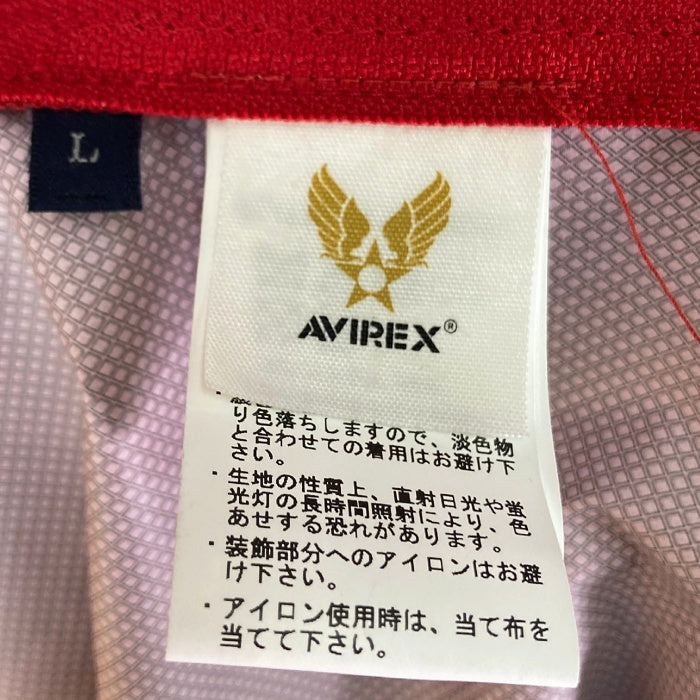 L
AVIREX®
り色落ちしますので、淡色物
と合わせての着用はお避け下
さい。
・生地の性質上、直射日光や蛍
光灯の長時間照射により、色
あせする恐れがあります。
・装飾部分へのアイロンはお避
け下さい。
・アイロン使用時は、当て布を
当てて下さい。